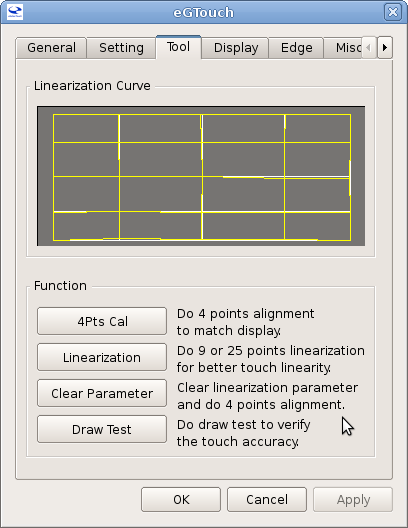 eGTouch
General Setting Tool Display Edge
Linearization Curve
Function
4Pts Cal
Do 4 points alignment
to match display.
Linearization
Do 9 or 25 points linearization
for better touch linearity.
Clear Parameter
Clear linearization parameter
and do 4 points alignment.
Draw Test
Do draw test to verify
the touch accuracy.
OK Cancel Apply